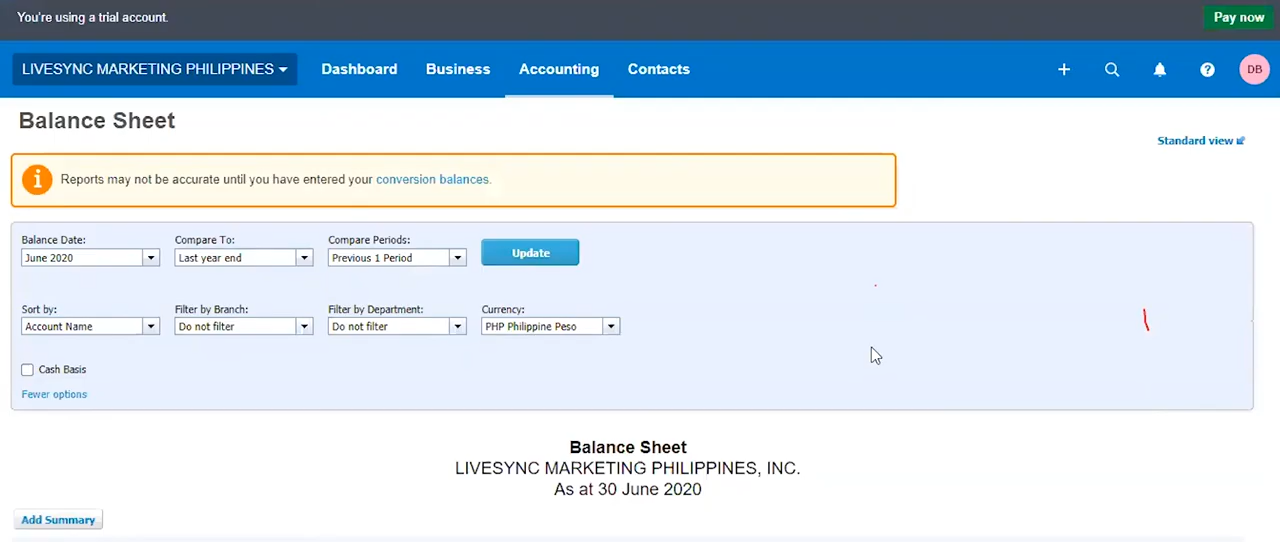 You're using a trial account.
Pay now
LIVESYNC MARKETING PHILIPPINES
Dashboard
Business
Accounting
Contacts
DB
Balance Sheet
Standard view
Reports may not be accurate until you have entered your conversion balances.
Balance Date:
Compare To:
Compare Periods:
June 2020
Last year end
Previous 1 Period
Update
Sort by:
Filter by Branch:
Filter by Department:
Currency:
Account Name
Do not filter
Do not filter
PHP Philippine Peso
Cash Basis
Fewer options
Balance Sheet
LIVESYNC MARKETING PHILIPPINES, INC.
As at 30 June 2020
Add Summary